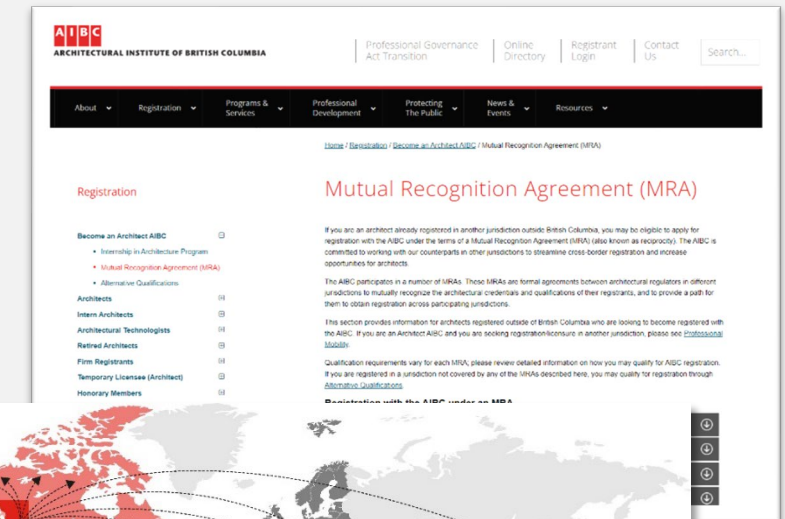 AIBC
ARCHITECTURAL INSTITUTE OF BRITISH COLUMBIA
Professional Governance
Act Transition
Online
Directory
Registrant
Login
Contact
Us
Search...
About
Registration
Programs &
Services
Professional
Development
Protecting
The Public
News &
Events
Resources
Home / Registration / Become an Architect AIBC / Mutual Recognition Agreement (MRA)
Registration
Become an Architect AIBC
• Internship in Architecture Program
• Mutual Recognition Agreement (MRA)
• Alternative Qualifications
Architects
Intern Architects
Architectural Technologists
Retired Architects
Firm Registrants
Temporary Licensee (Architect)
Honorary Members
Mutual Recognition Agreement (MRA)
If you are an architect already registered in another jurisdiction outside British Columbia, you may be eligible to apply for
registration with the AIBC under the terms of a Mutual Recognition Agreement (MRA) (also known as reciprocity). The AIBC is
committed to working with our counterparts in other jurisdictions to streamline cross-border registration and increase
opportunities for architects.
The AIBC participates in a number of MRAs. These MRAs are formal agreements between architectural regulators in different
jurisdictions to mutually recognize the architectural credentials and qualifications of their registrants, and to provide a path for
them to obtain registration across participating jurisdictions.
This section provides information for architects registered outside of British Columbia who are looking to become registered with
the AIBC. If you are an Architect AIBC and you are seeking registration/licensure in another jurisdiction, please see Professional
Mobility.
Qualification requirements vary for each MRA; please review detailed information on how you may qualify for AIBC registration.
If you are registered in a jurisdiction not covered by any of the MRAs described here, you may qualify for registration through
Alternative Qualifications.
Registration with the AIBC under an MRA